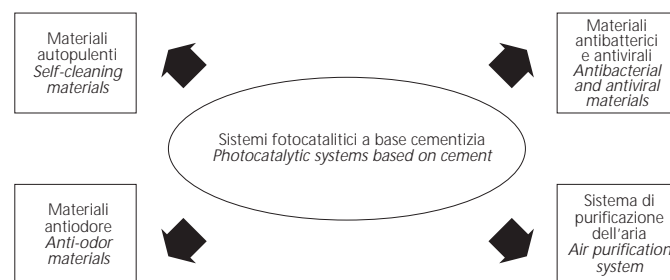 Materiali
autopulenti
Self-cleaning
materials
Materiali
antibatterici
e antivirali
Antibacterial
and antiviral
materials
Sistemi fotocatalitici a base cementizia
Photocatalytic systems based on cement
Materiali
antiodore
Anti-odor
materials
Sistema di
purificazione
dell'aria
Air purification
system